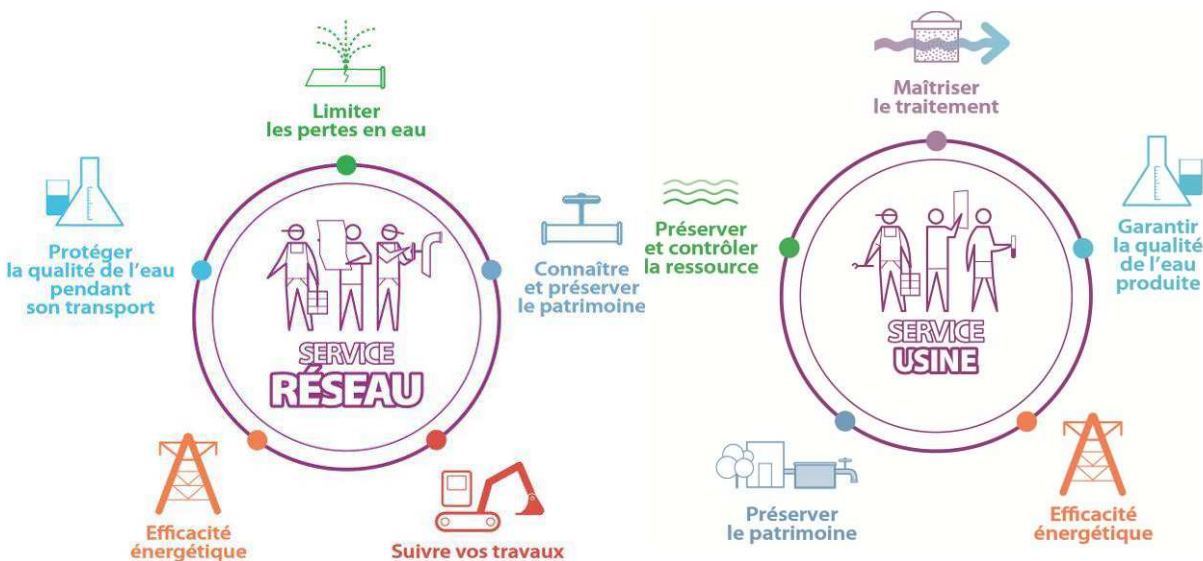 Limiter
les pertes en eau
Protéger
la qualité de l'eau
pendant
son transport
Connaître
et préserver
le patrimoine
SERVICE
RÉSEAU
Efficacité
énergétique
Suivre vos travaux
Maîtriser
le traitement
Préserver
et contrôler
la ressource
Garantir
la qualité
de l'eau
produite
SERVICE
USINE
Préserver
le patrimoine
Efficacité
énergétique